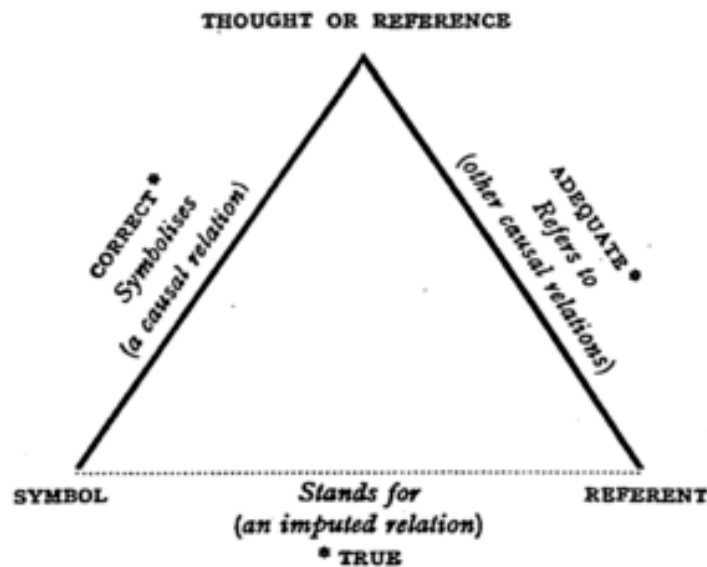 THOUGHT OR REFERENCE
CORRECT*
Symbolises
(a causal relation)
ADEQUATE*
Refers to
(other causal relations)
SYMBOL
Stands for
(an imputed relation)
* TRUE
REFERENT